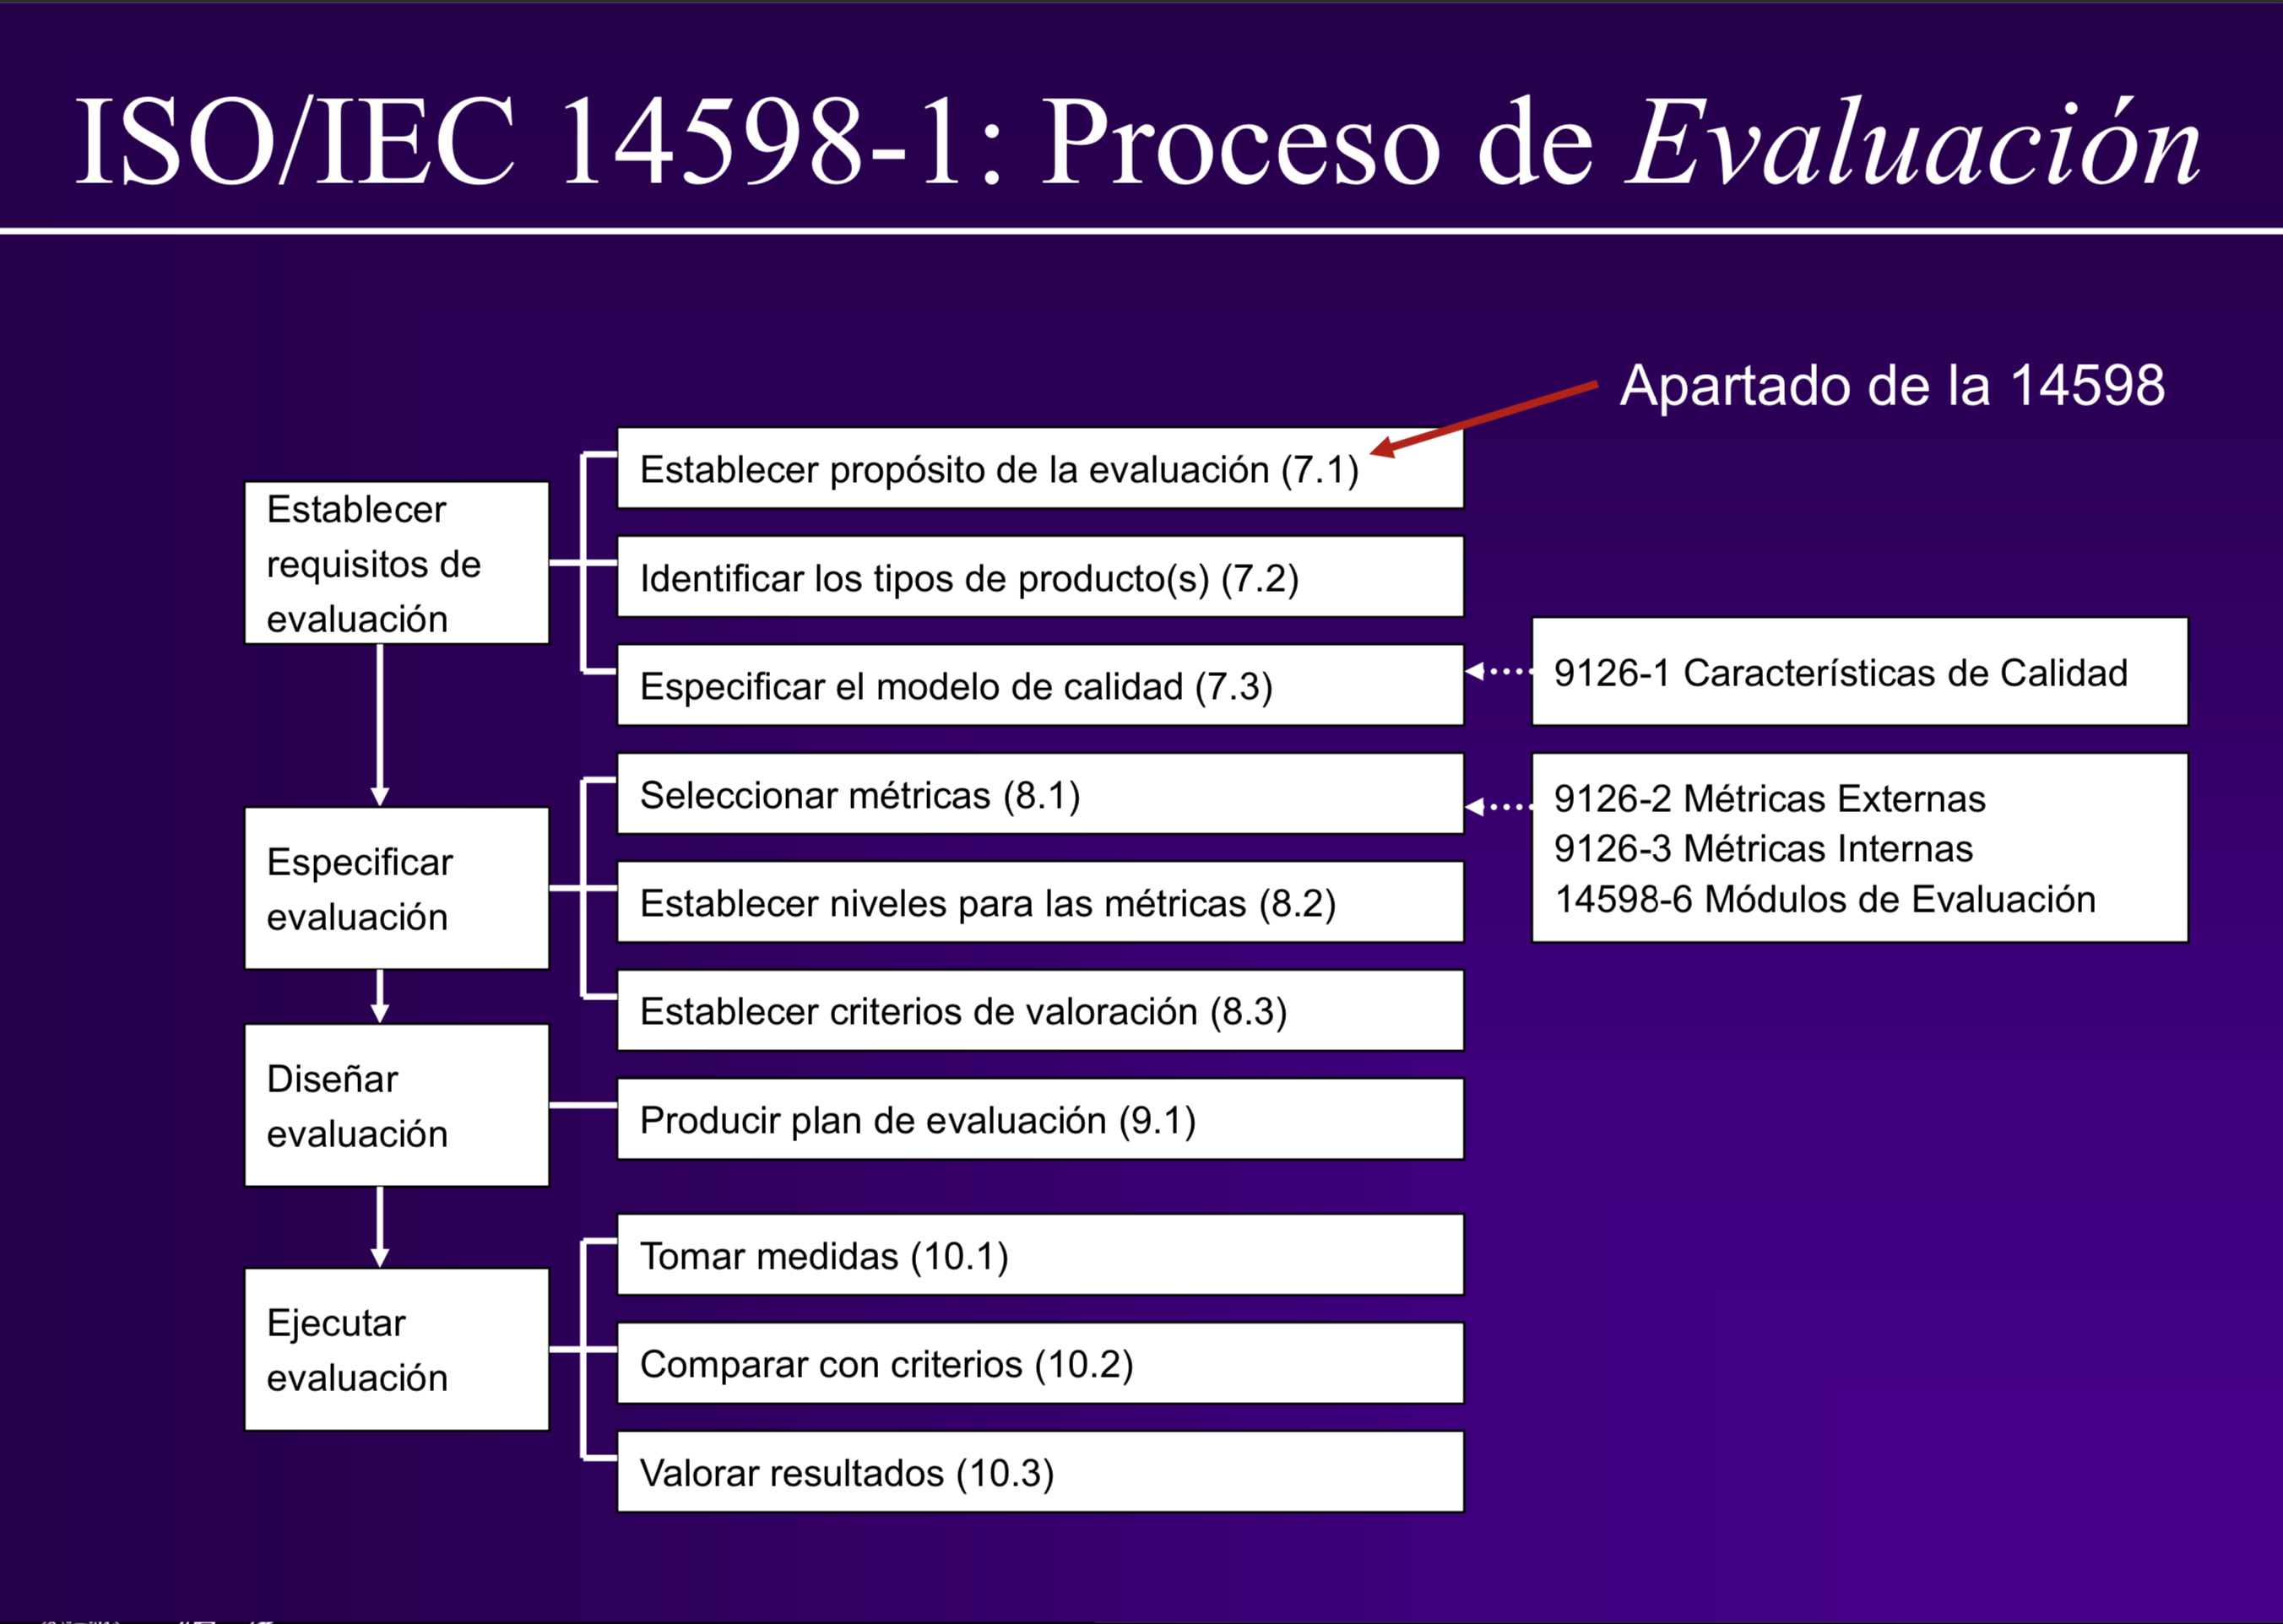 ISO/IEC 14598-1: Proceso de Evaluación
Apartado de la 14598
Establecer
requisitos de
evaluación
Establecer propósito de la evaluación (7.1)
Identificar los tipos de producto(s) (7.2)
Especificar el modelo de calidad (7.3)
9126-1 Características de Calidad
Especificar
evaluación
Seleccionar métricas (8.1)
Establecer niveles para las métricas (8.2)
Establecer criterios de valoración (8.3)
9126-2 Métricas Externas
9126-3 Métricas Internas
14598-6 Módulos de Evaluación
Diseñar
evaluación
Producir plan de evaluación (9.1)
Ejecutar
evaluación
Tomar medidas (10.1)
Comparar con criterios (10.2)
Valorar resultados (10.3)